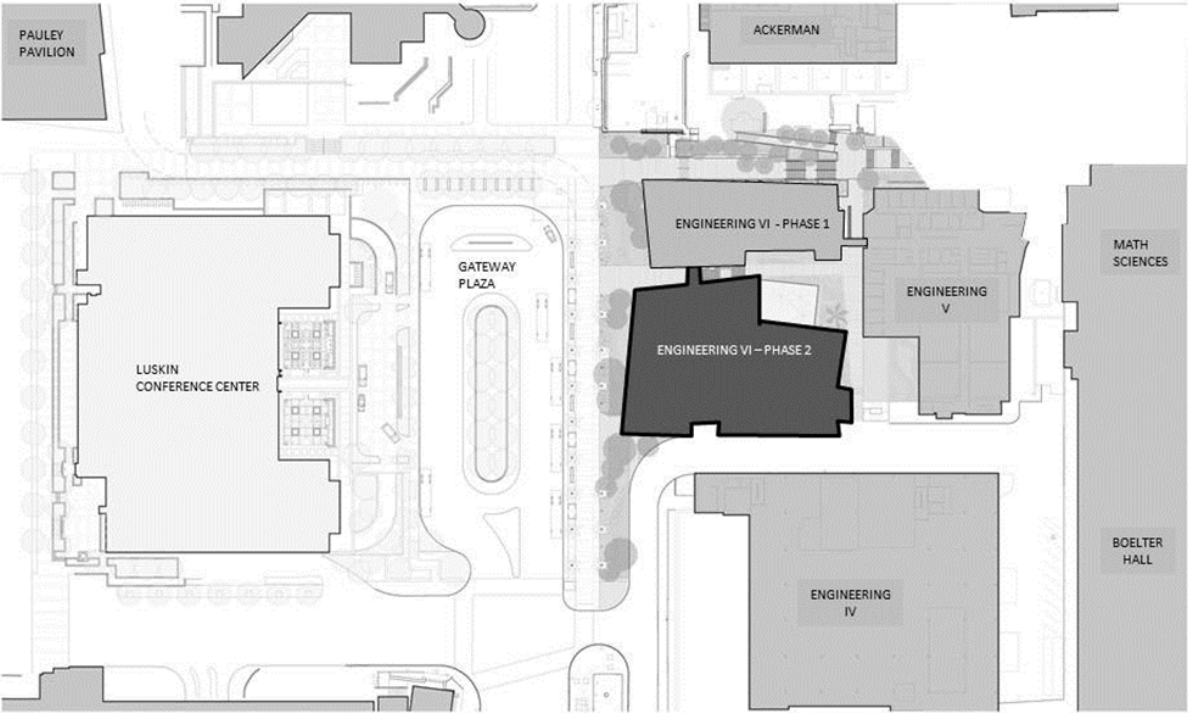 PAULEY
PAVILION
ACKERMAN
ENGINEERING VI - PHASE 1
MATH
SCIENCES
GATEWAY
PLAZA
ENGINEERING
V
ENGINEERING VI – PHASE 2
LUSKIN
CONFERENCE CENTER
BOELTER
HALL
ENGINEERING
IV